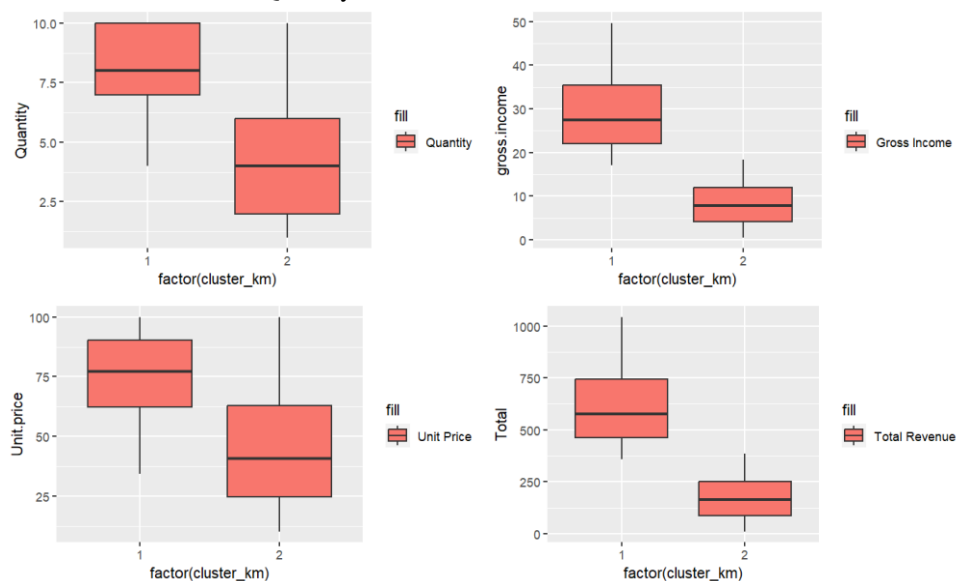 10.0
7.5
5.0
2.5
Quantity
1
2
factor(cluster_km)
fill
Quantity
50
40
30
20
10
0
gross.income
1
2
factor(cluster_km)
fill
Gross Income
100
75
50
25
Unit.price
1
2
factor(cluster_km)
fill
Unit Price
1000
750
500
250
0
Total
1
2
factor(cluster_km)
fill
Total Revenue